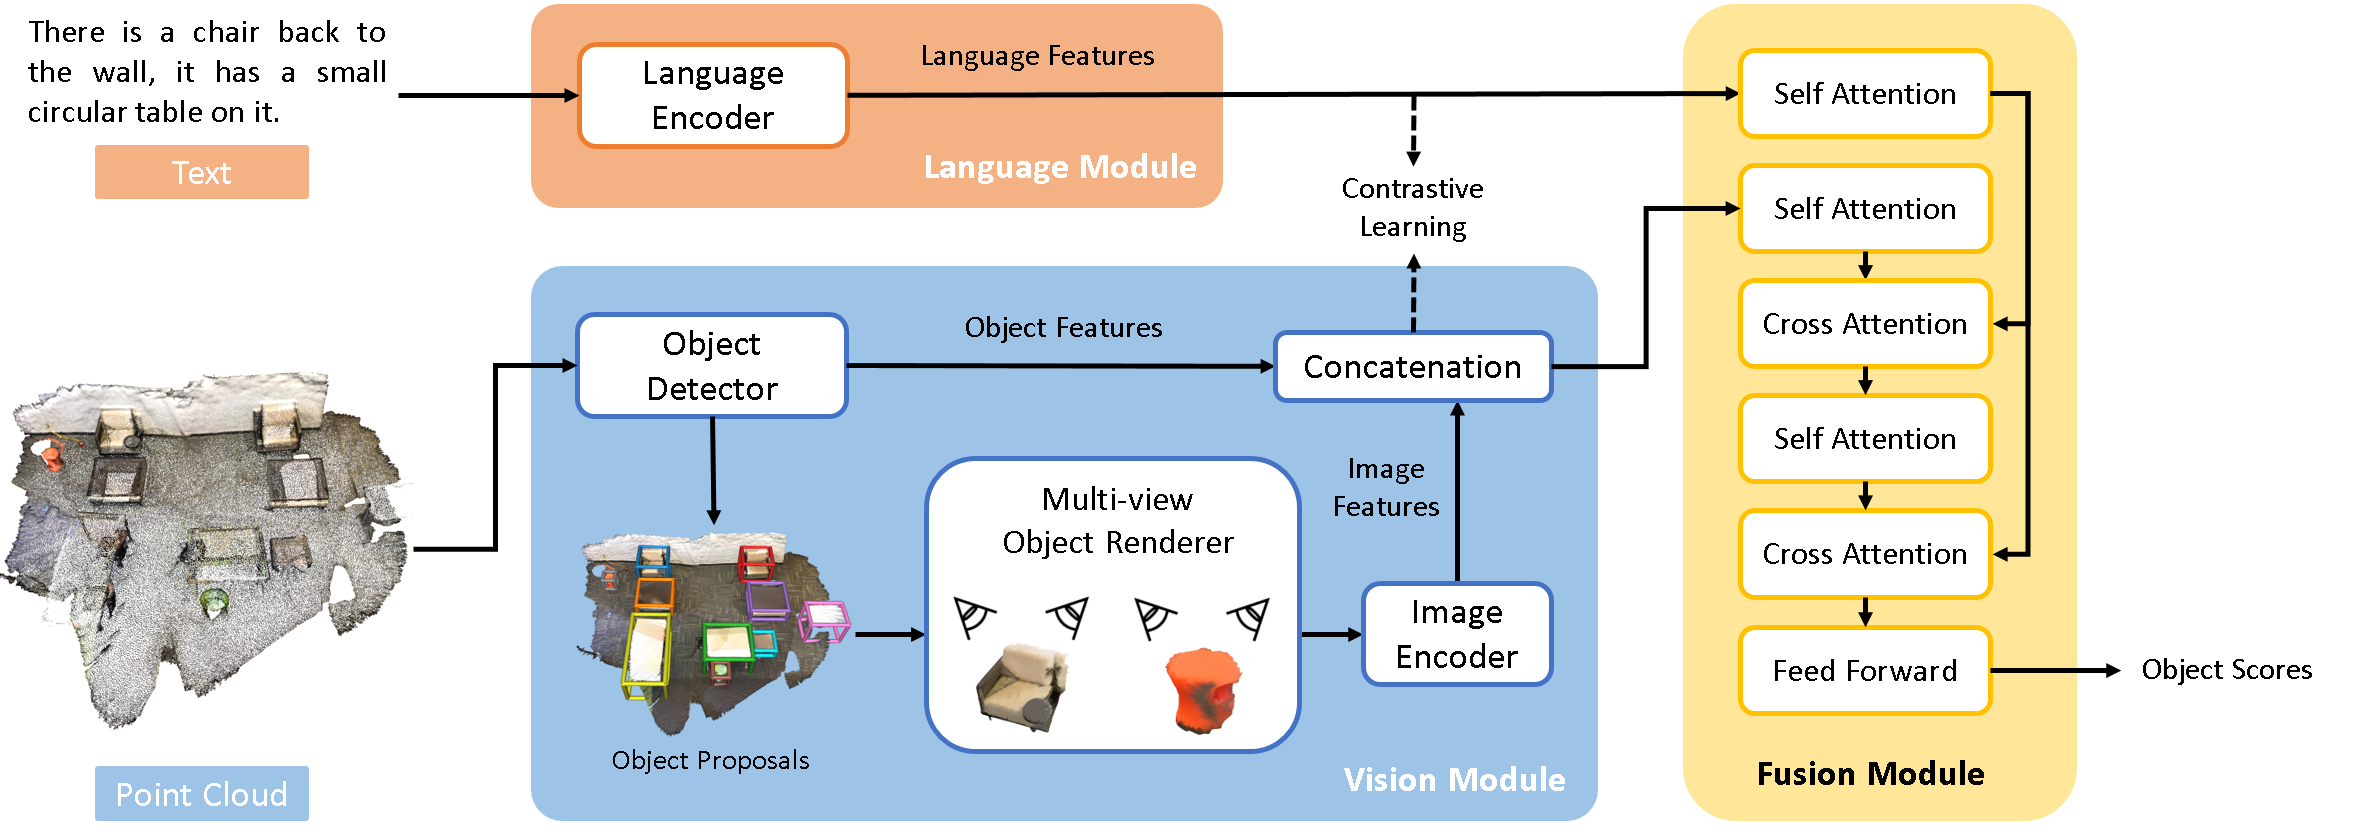 There is a chair back to
the wall, it has a small
circular table on it.
Text
Language
Encoder
Language Features
Language Module
Contrastive
Learning
Point Cloud
Object
Detector
Object Features
Concatenation
Object Proposals
Multi-view
Object Renderer
Image
Features
Image
Encoder
Vision Module
Self Attention
Self Attention
Cross Attention
Self Attention
Cross Attention
Feed Forward
Fusion Module
Object Scores